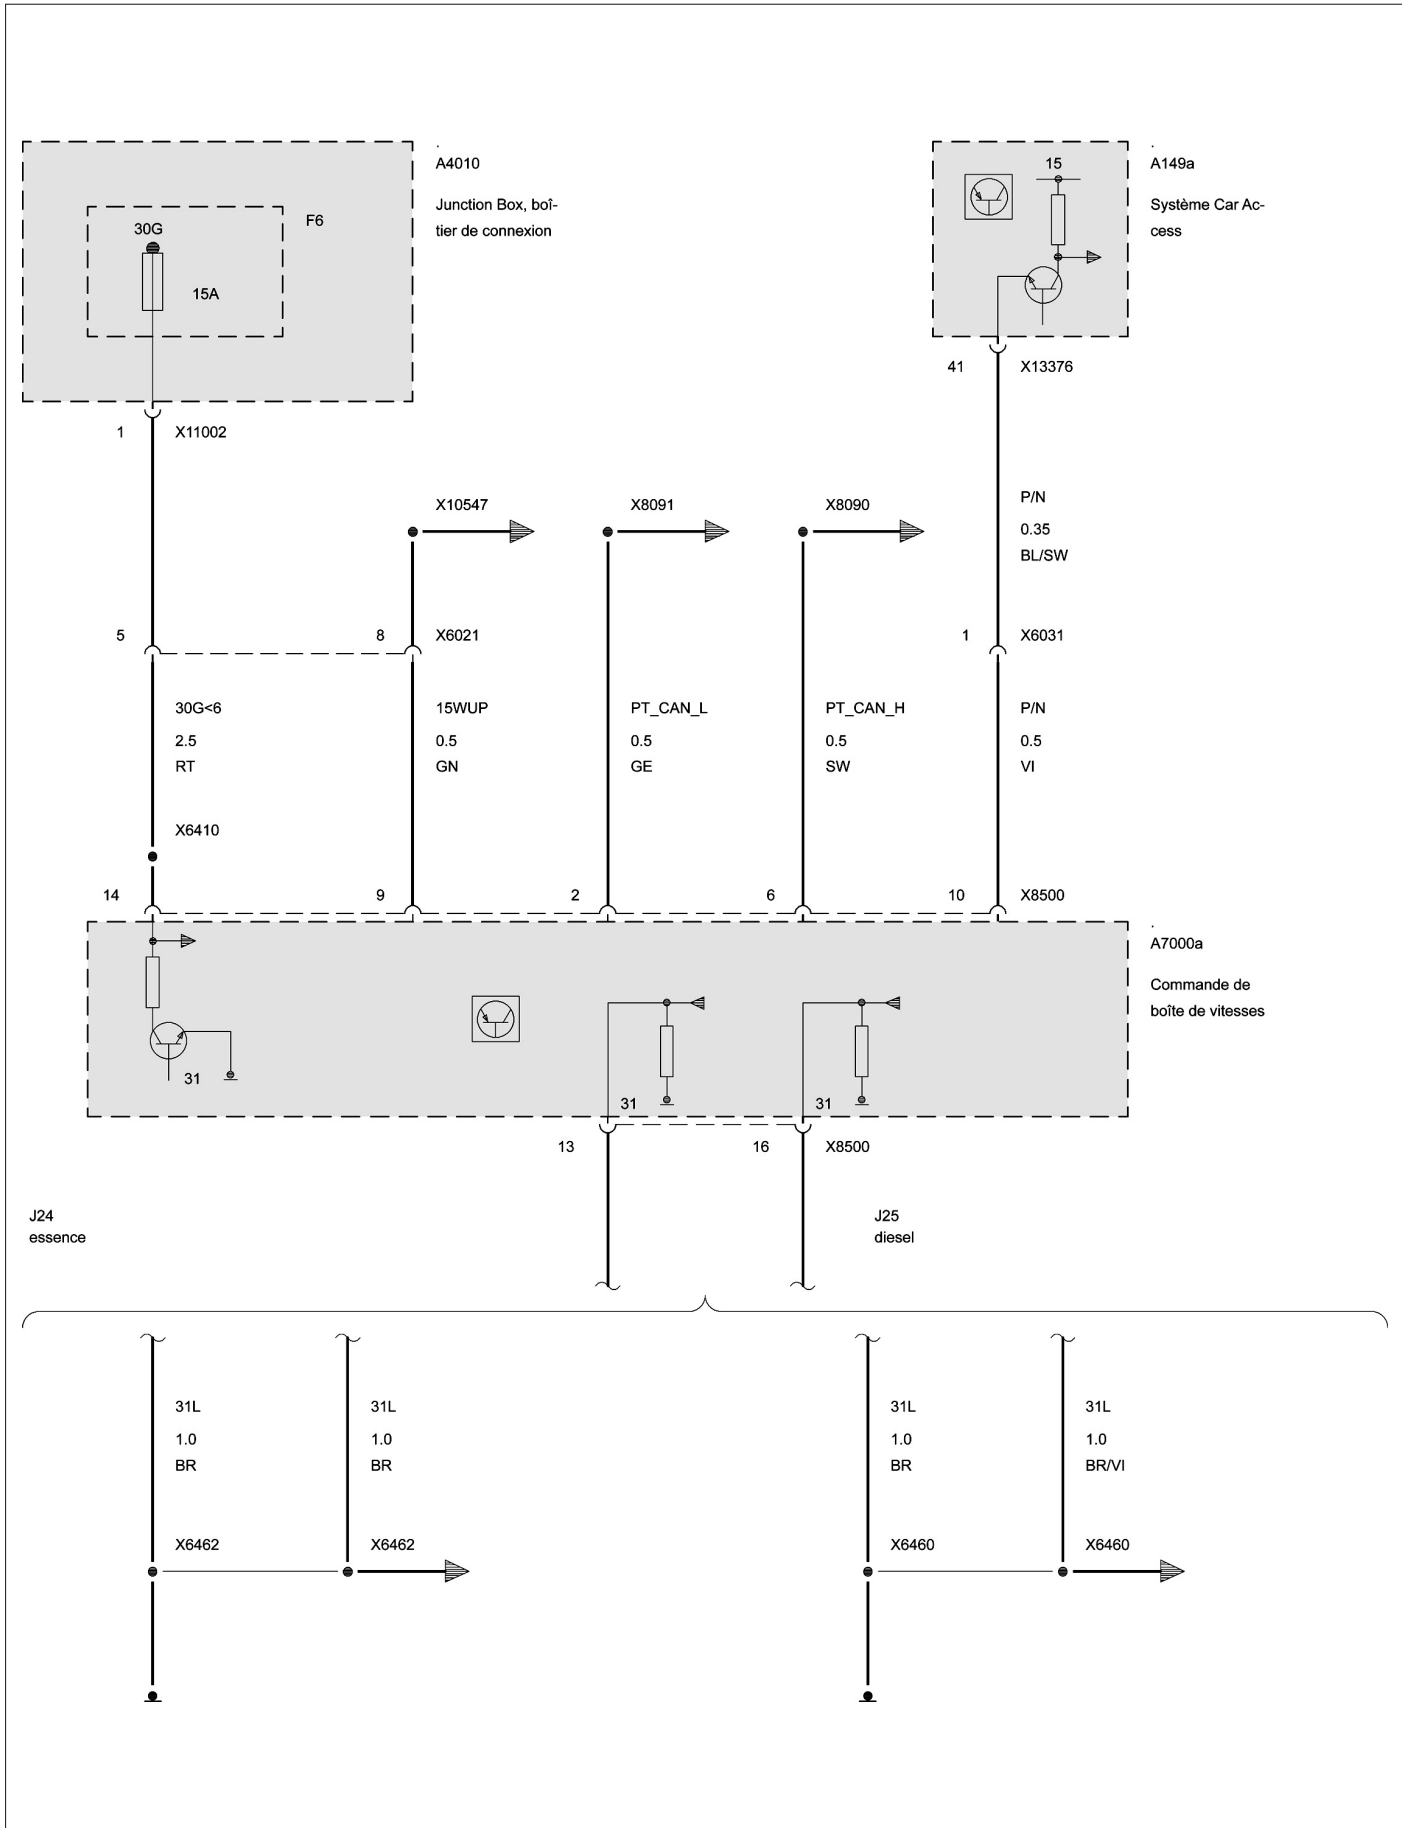 A4010
Junction Box, boî-
tier de connexion
F6
30G
15A
1
X11002
15
A149a
Système Car Ac-
cess
41
X13376
X10547
X8091
X8090
P/N
0.35
BL/SW
5
8
X6021
1
X6031
30G<6
2.5
RT
15WUP
0.5
GN
PT_CAN_L
0.5
GE
PT_CAN_H
0.5
SW
P/N
0.5
VI
X6410
14
9
2
6
10
X8500
A7000a
Commande de
boîte de vitesses
31
31
31
13
16
X8500
J24
essence
J25
diesel
31L
1.0
BR
31L
1.0
BR
31L
1.0
BR
31L
1.0
BR/VI
X6462
X6462
X6460
X6460